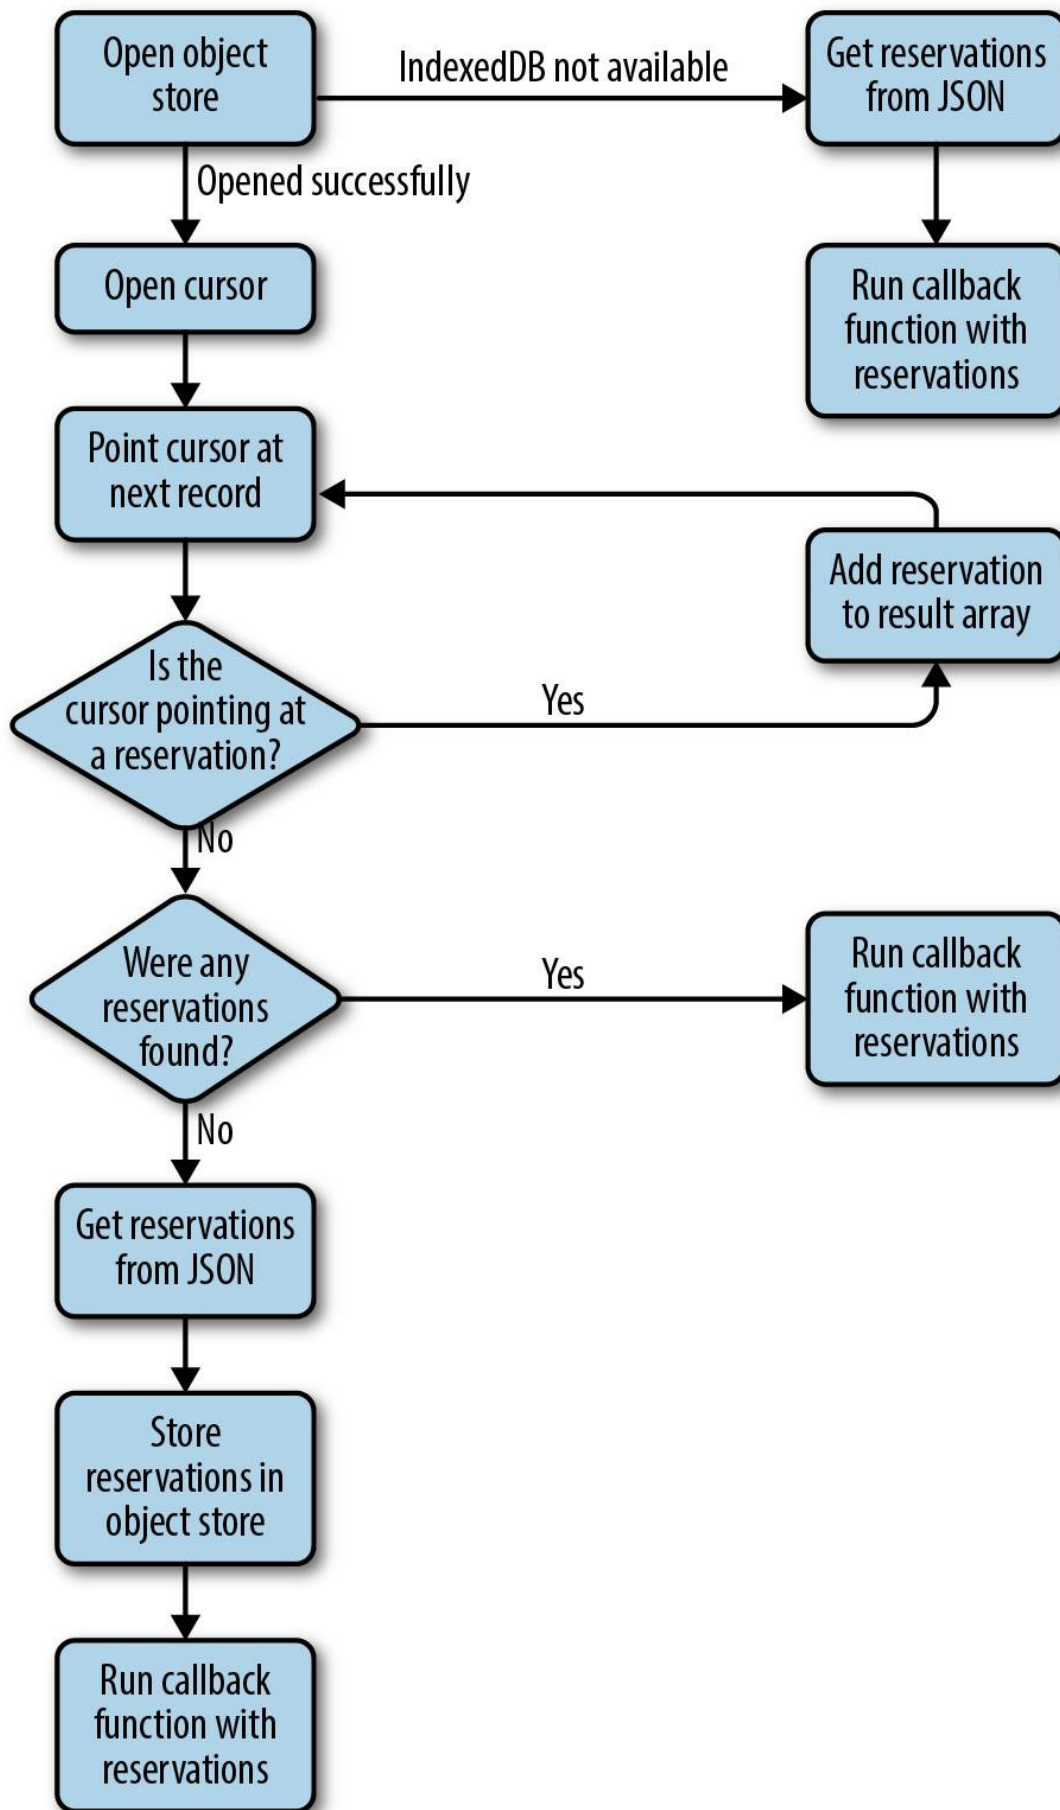 Open object
store
IndexedDB not available
Get reservations
from JSON
Opened successfully
Open cursor
Run callback
function with
reservations
Point cursor at
next record
Add reservation
to result array
Is the
cursor pointing at
a reservation?
Yes
No
Were any
reservations
found?
Yes
Run callback
function with
reservations
No
Get reservations
from JSON
Store
reservations in
object store
Run callback
function with
reservations